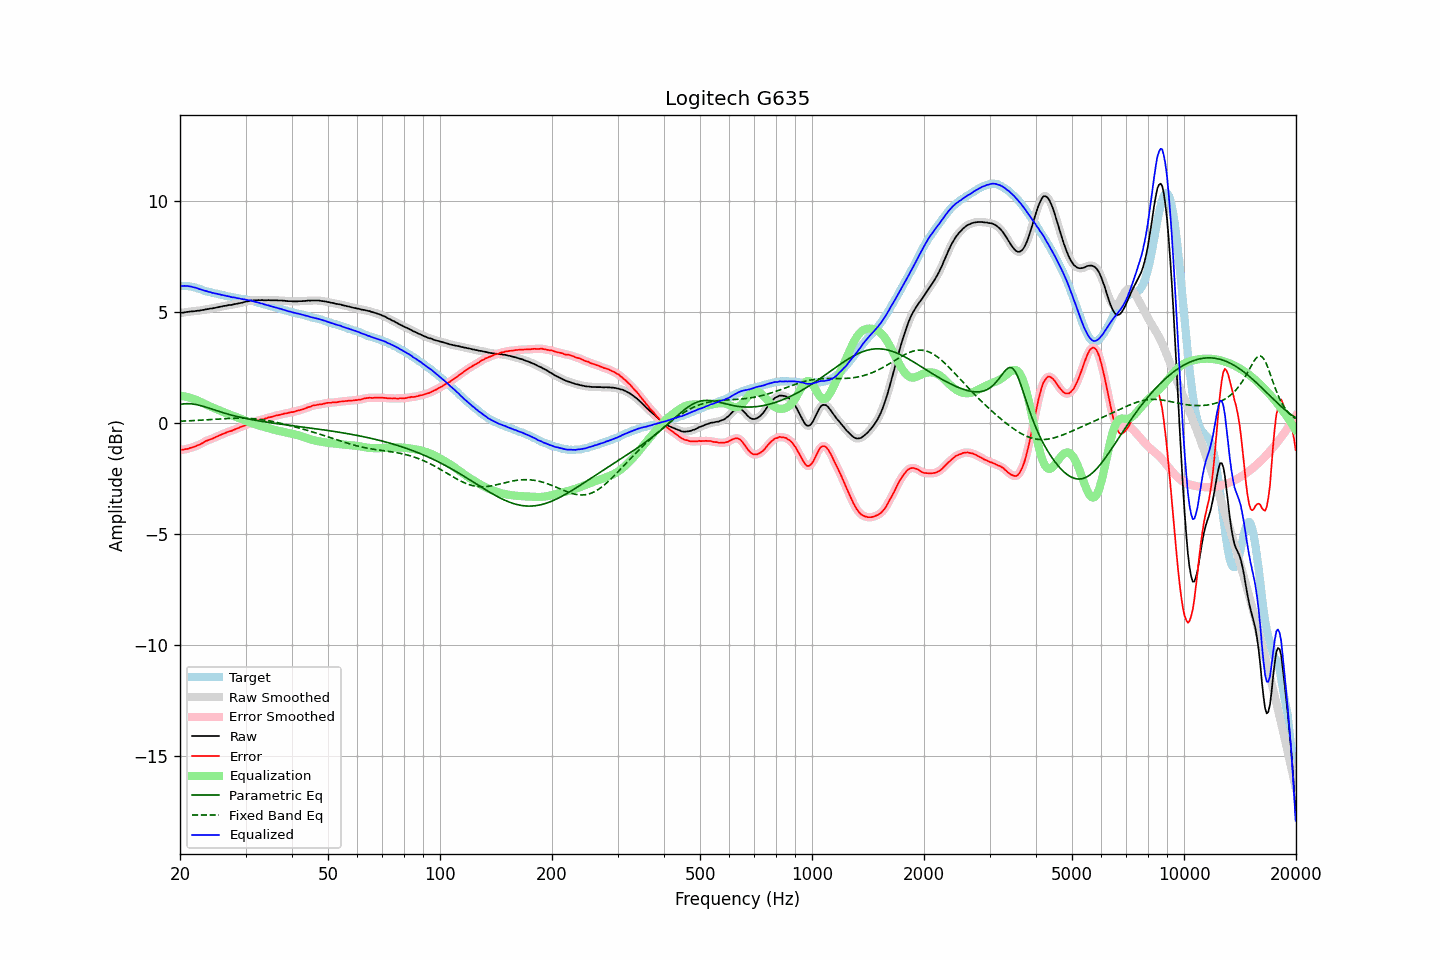 Logitech G635
Amplitude (dBr)
10
5
0
−5
−10
−15
Target
Raw Smoothed
Error Smoothed
Raw
Error
Equalization
Parametric Eq
Fixed Band Eq
Equalized
20 50 100 200 500 1000 2000 5000 10000 20000
Frequency (Hz)